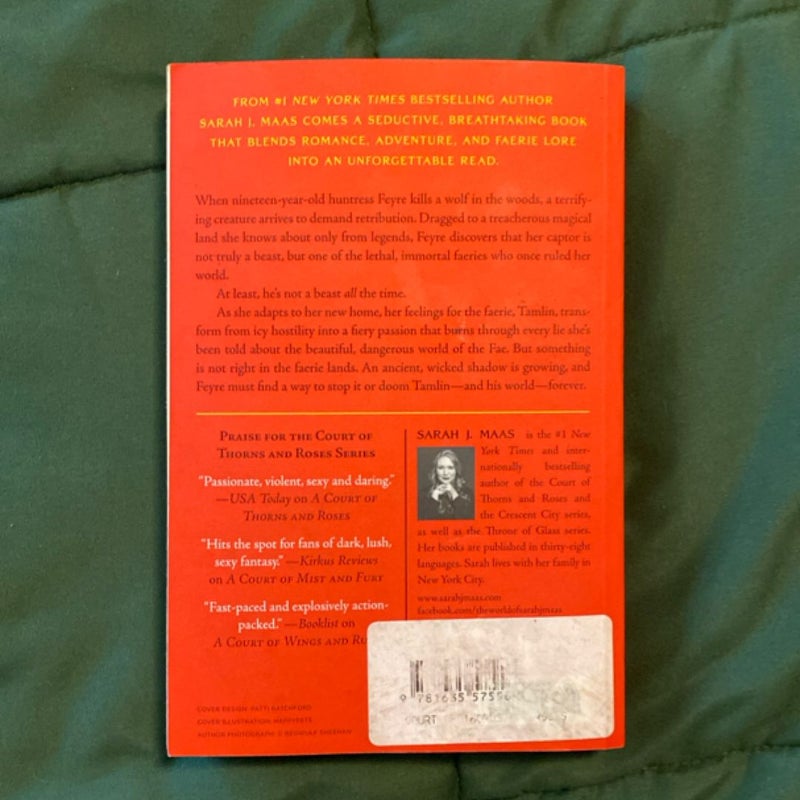 FROM #1 NEW YORK TIMES BESTSELLING AUTHOR
SARAH J. MAAS COMES A SEDUCTIVE, BREATHTAKING BOOK
THAT BLENDS ROMANCE, ADVENTURE, AND FAERIE LORE
INTO AN UNFORGETTABLE READ.
When nineteen-year-old huntress Feyre kills a wolf in the woods, a terrify-
ing creature arrives to demand retribution. Dragged to a treacherous magical
land she knows about only from legends, Feyre discovers that her captor is
not truly a beast, but one of the lethal, immortal faeries who once ruled her
world.
At least, he's not a beast all the time.
As she adapts to her new home, her feelings for the faerie, Tamlin, trans-
form from icy hostility into a fiery passion that burns through every lie she's
been told about the beautiful, dangerous world of the Fae. But something
is not right in the faerie lands. An ancient, wicked shadow is growing, and
Feyre must find a way to stop it or doom Tamlin—and his world—forever.
PRAISE FOR THE COURT OF
THORNS AND ROSES SERIES
"Passionate, violent, sexy and daring."
—USA Today on A COURT OF
THORNS AND ROSES
"Hits the spot for fans of dark, lush,
sexy fantasy." —Kirkus Reviews
on A COURT OF MIST AND FURY
"Fast-paced and explosively action-
packed." —Booklist on
A COURT OF WINGS AND RU
SARAH J. MAAS is the #1 New
York Times and inter-
nationally bestselling
author of the Court of
Thorns and Roses and
the Crescent City series,
as well as the Throne of Glass series.
Her books are published in thirty-eight
languages. Sarah lives with her family in
New York City.
www.sarahjmaas.com
facebook.com/theworldofsarahjmaas
COVER DESIGN: PATTI RATCHFORD
COVER ILLUSTRATION:
AUTHOR PHOTOGRAPH: ©
9 781635 5755